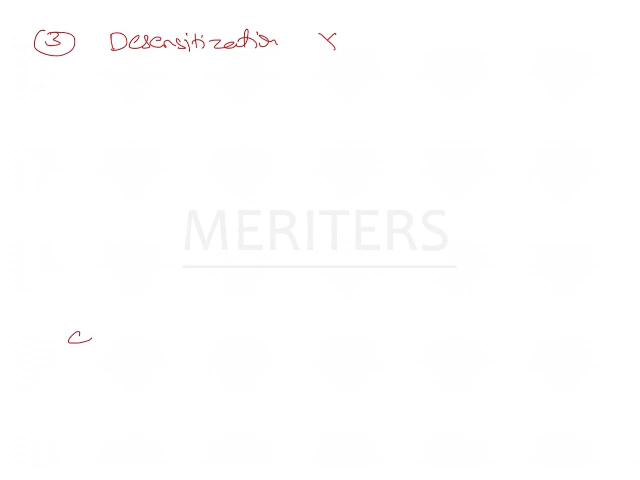 ③ Desensitization X
MERITERS
C